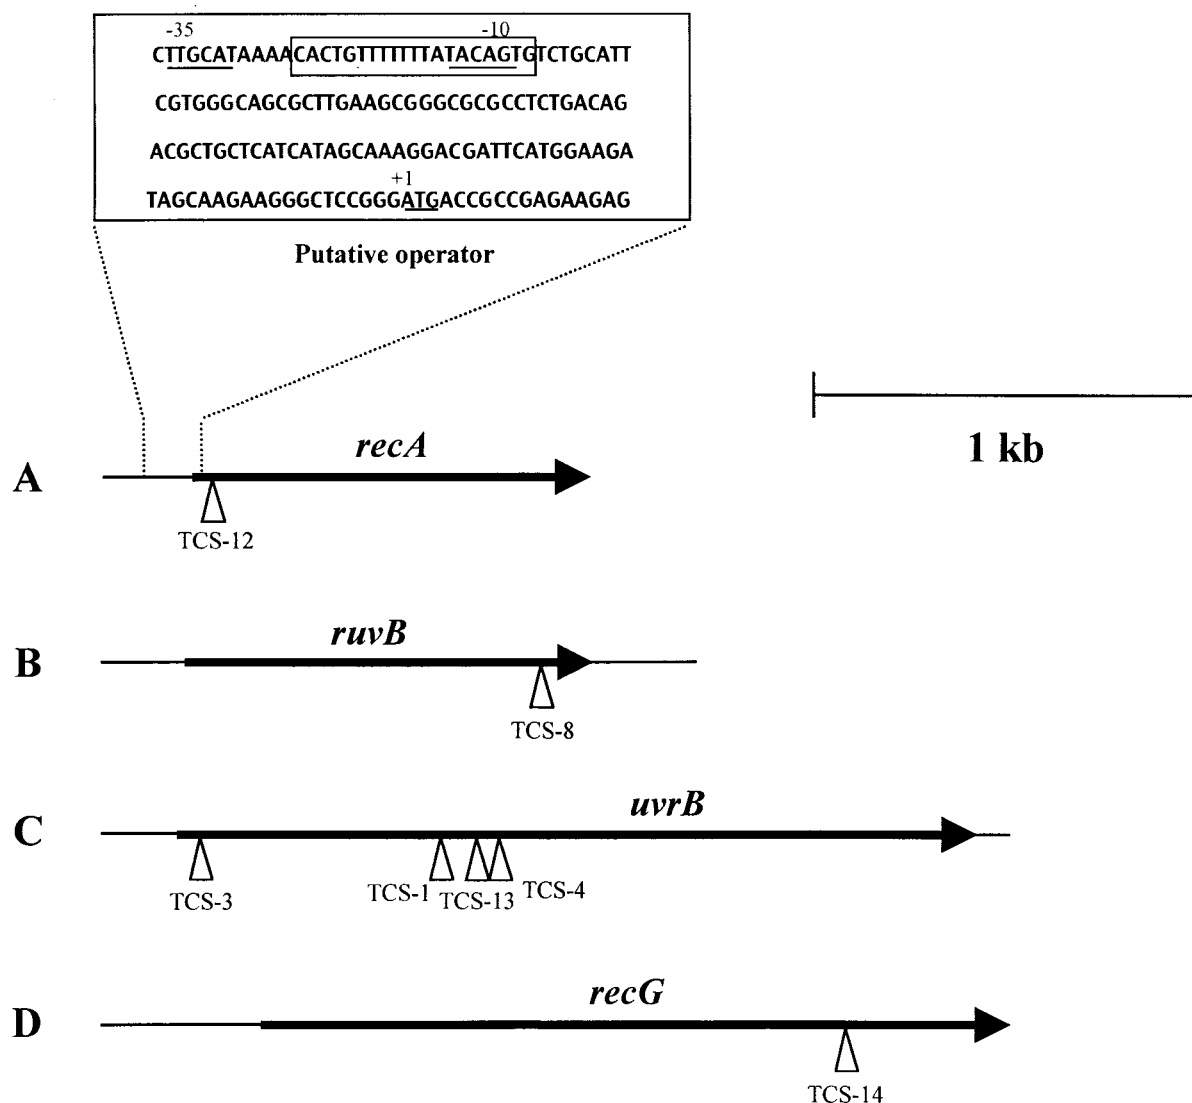 -35 -10
CTTGCATAAAACACTGTTTTTTTATACAGTGTCTGCATT
CGTGGGCAGCGCTTGAAGCGGGCGCGCCTCTGACAG
ACGCTGCTCATCATAGCAAAGGACGATTCATGGAAGA
+1
TAGCAAGAAGGGCTCCGGGATGACCGCCGAGAAGAG
Putative operator
1 kb
A recA
TCS-12
B ruvB
TCS-8
C uvrB
TCS-3 TCS-1 TCS-13 TCS-4
D recG
TCS-14